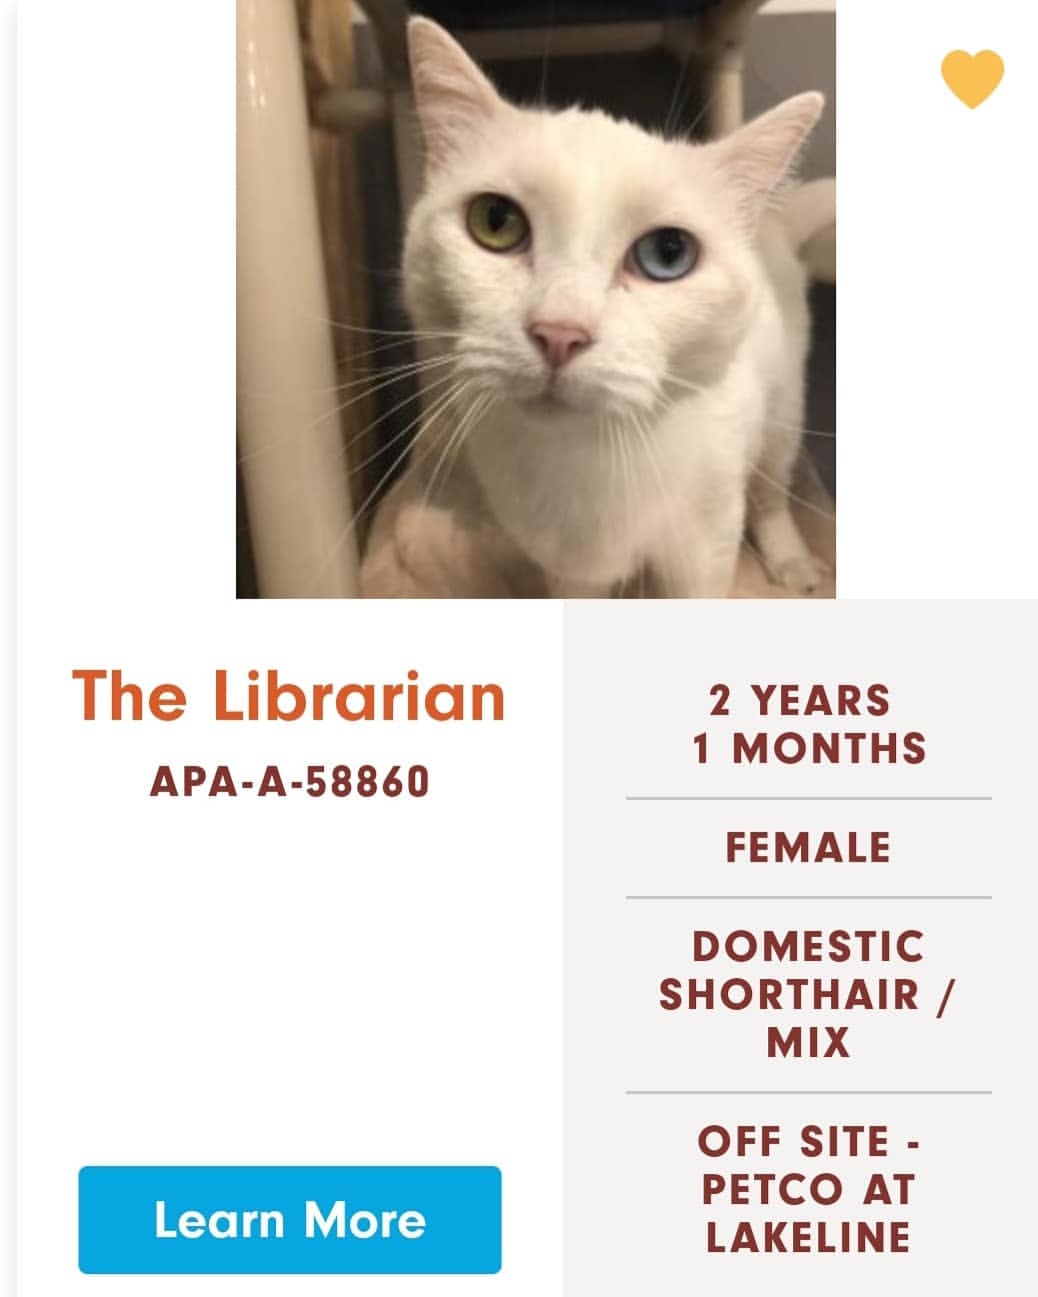 The Librarian
APA-A-58860
Learn More
2 YEARS
1 MONTHS
FEMALE
DOMESTIC
SHORTHAIR /
MIX
OFF SITE -
PETCO AT
LAKELINE